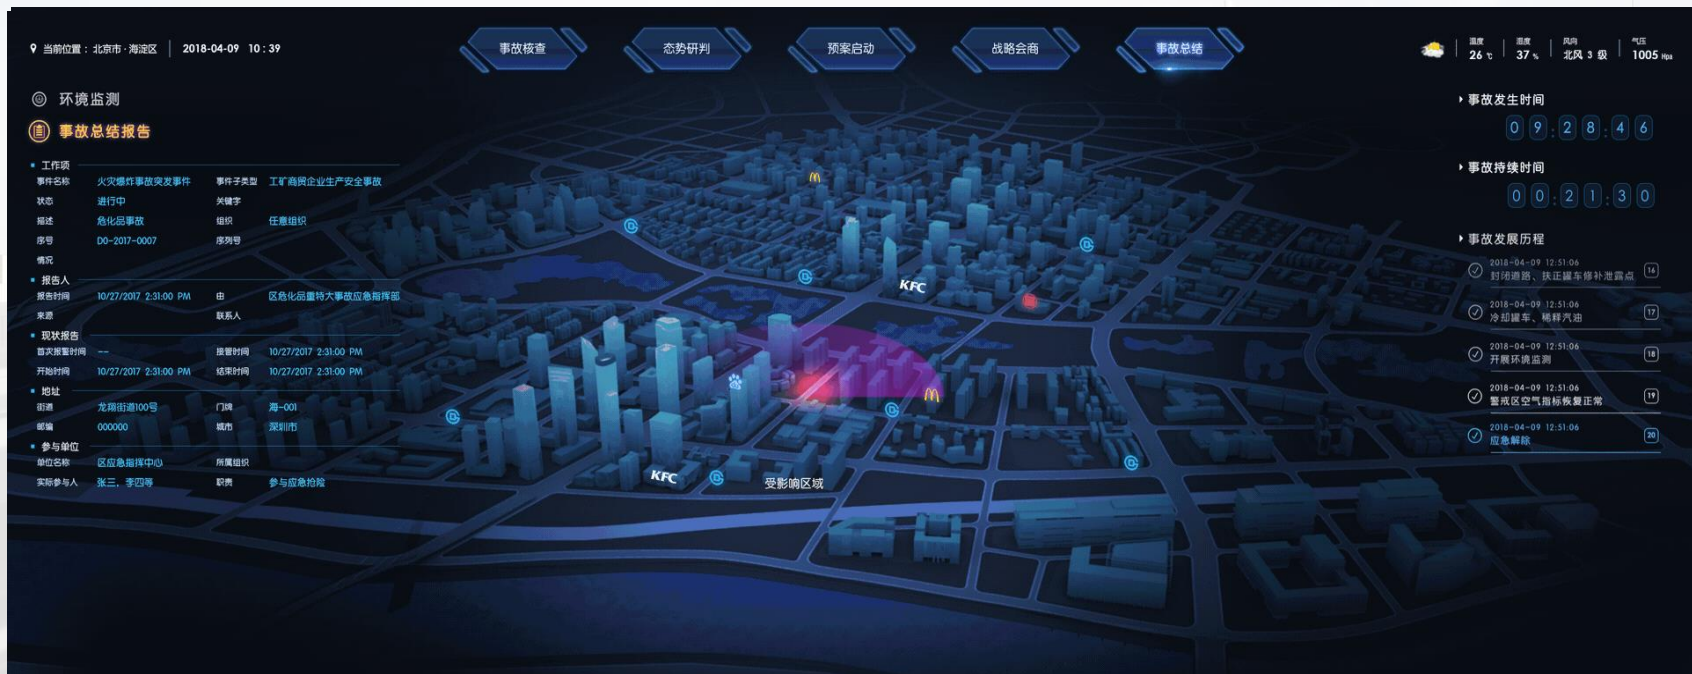 当前位置：北京市·海淀区 2018-04-09 10:39
事故核查
态势研判
预案启动
战略会商
事故总结
温度 26 ℃
湿度 37 %
风向 北风 3 级
气压 1005 Hpa
环境监测
事故总结报告
工作项
事件名称 火灾爆炸事故突发事件 事件子类型 工矿商贸企业生产安全事故
状态 进行中 关键字
描述 危化品事故 组织 任意组织
序号 DO-2017-0007 序列号
情况
报告人
报告时间 10/27/2017 2:31:00 PM 由 区危化品重特大事故应急指挥部
来源 联系人
现状报告
首次报警时间 -- 接警时间 10/27/2017 2:31:00 PM
开始时间 10/27/2017 2:31:00 PM 结束时间 10/27/2017 2:31:00 PM
地址
街道 龙翔街道100号 门牌 海-001
邮编 000000 城市 深圳市
参与单位
单位名称 区应急指挥中心 所属组织
实际参与人 张三，李四等 职责 参与应急抢险
KFC
KFC
受影响区域
事故发生时间
09:28:46
事故持续时间
00:21:30
事故发展历程
2018-04-09 12:51:06
封闭道路、扶正罐车修补泄露点 16
2018-04-09 12:51:06
冷却罐车、稀释汽油 17
2018-04-09 12:51:06
开展环境监测 18
2018-04-09 12:51:06
警戒区空气指标恢复正常 19
2018-04-09 12:51:06
应急解除 20